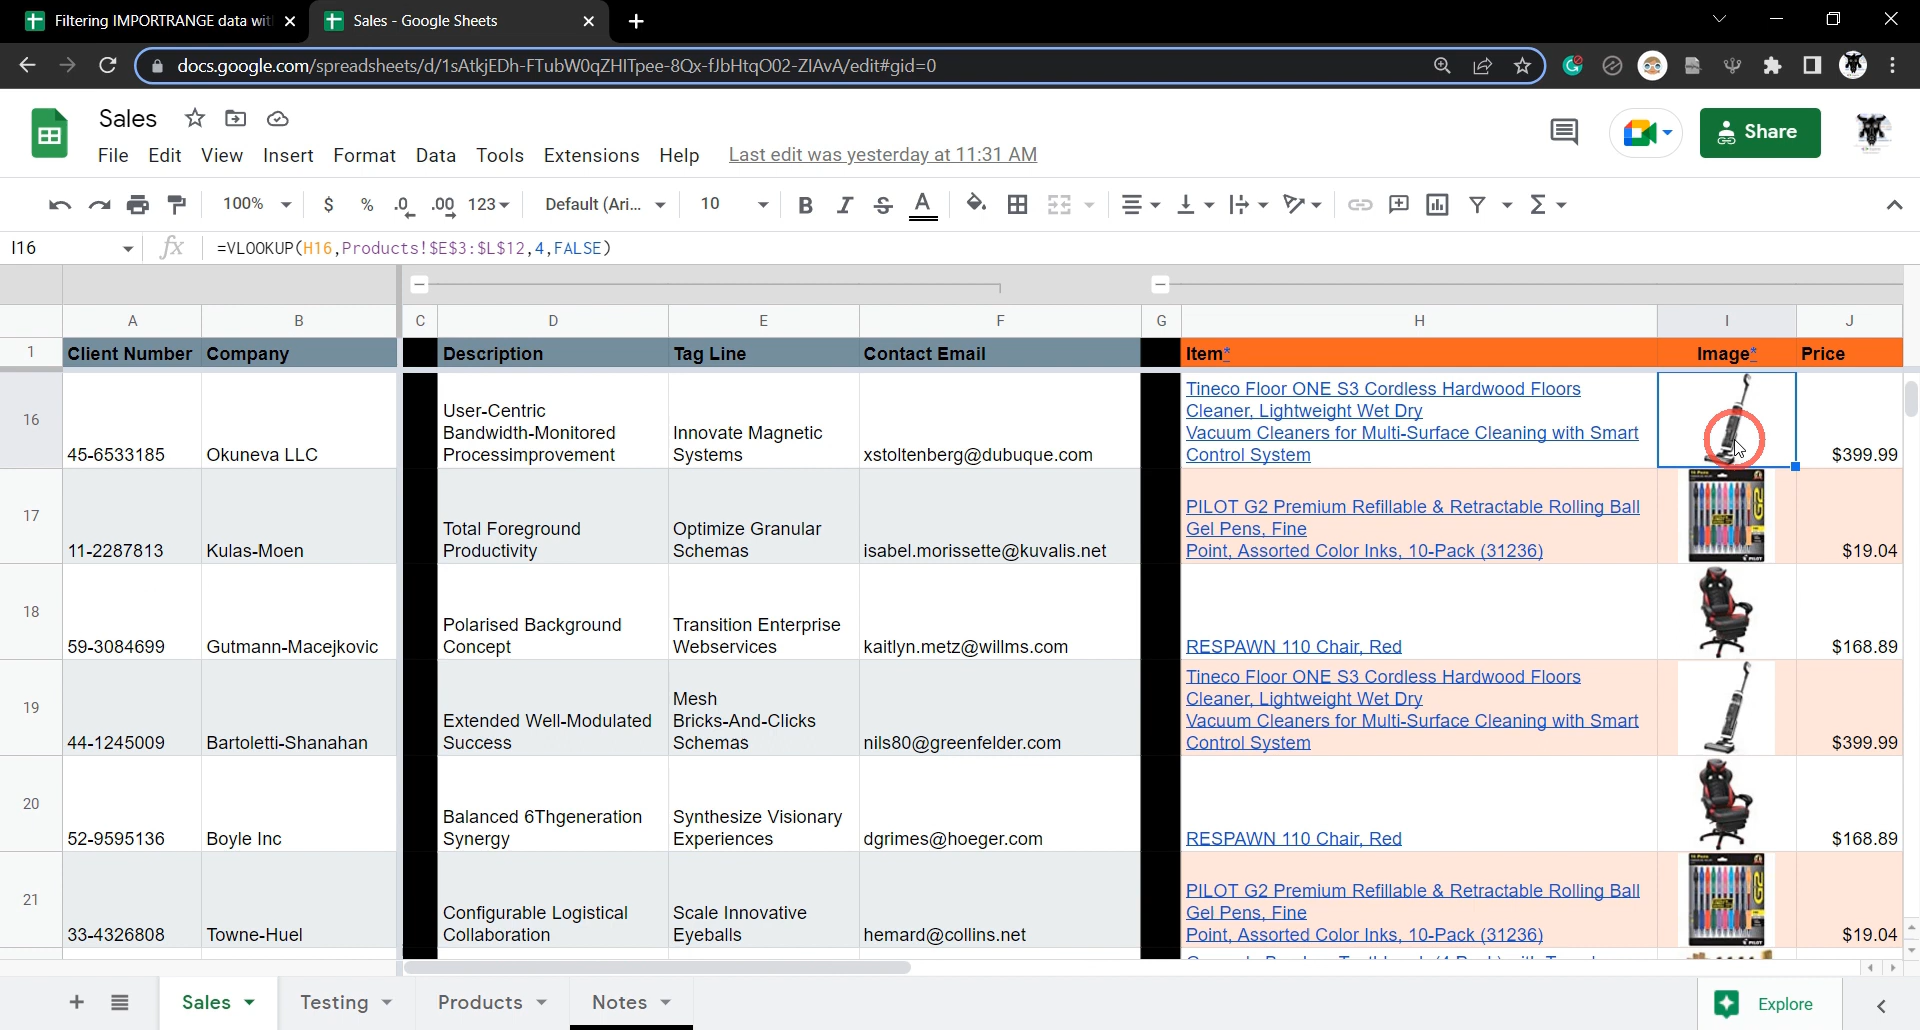 Filtering IMPORTRANGE data wit
Sales - Google Sheets
docs.google.com/spreadsheets/d/1sAtkjEDh-FTubW0qZHITpee-8Qx-fJbHtqO02-ZIAvA/edit#gid=0
Sales
File Edit View Insert Format Data Tools Extensions Help Last edit was yesterday at 11:31 AM
Share
100% $ % .0 .00 123 Default (Ari... 10 B I S A
I16 fx =VLOOKUP(H16,Products!$E$3:$L$12,4,FALSE)
A B C D E F G H I J
1 Client Number Company Description Tag Line Contact Email Item* Image* Price
16
45-6533185
Okuneva LLC
User-Centric
Bandwidth-Monitored
Processimprovement
Innovate Magnetic
Systems
xstoltenberg@dubuque.com
Tineco Floor ONE S3 Cordless Hardwood Floors
Cleaner, Lightweight Wet Dry
Vacuum Cleaners for Multi-Surface Cleaning with Smart
Control System
$399.99
17
11-2287813
Kulas-Moen
Total Foreground
Productivity
Optimize Granular
Schemas
isabel.morissette@kuvalis.net
PILOT G2 Premium Refillable & Retractable Rolling Ball
Gel Pens, Fine
Point, Assorted Color Inks, 10-Pack (31236)
$19.04
18
59-3084699
Gutmann-Macejkovic
Polarised Background
Concept
Transition Enterprise
Webservices
kaitlyn.metz@willms.com
RESPAWN 110 Chair, Red
$168.89
19
44-1245009
Bartoletti-Shanahan
Extended Well-Modulated
Success
Mesh
Bricks-And-Clicks
Schemas
nils80@greenfelder.com
Tineco Floor ONE S3 Cordless Hardwood Floors
Cleaner, Lightweight Wet Dry
Vacuum Cleaners for Multi-Surface Cleaning with Smart
Control System
$399.99
20
52-9595136
Boyle Inc
Balanced 6Thgeneration
Synergy
Synthesize Visionary
Experiences
dgrimes@hoeger.com
RESPAWN 110 Chair, Red
$168.89
21
33-4326808
Towne-Huel
Configurable Logistical
Collaboration
Scale Innovative
Eyeballs
hemard@collins.net
PILOT G2 Premium Refillable & Retractable Rolling Ball
Gel Pens, Fine
Point, Assorted Color Inks, 10-Pack (31236)
$19.04
Sales Testing Products Notes Explore